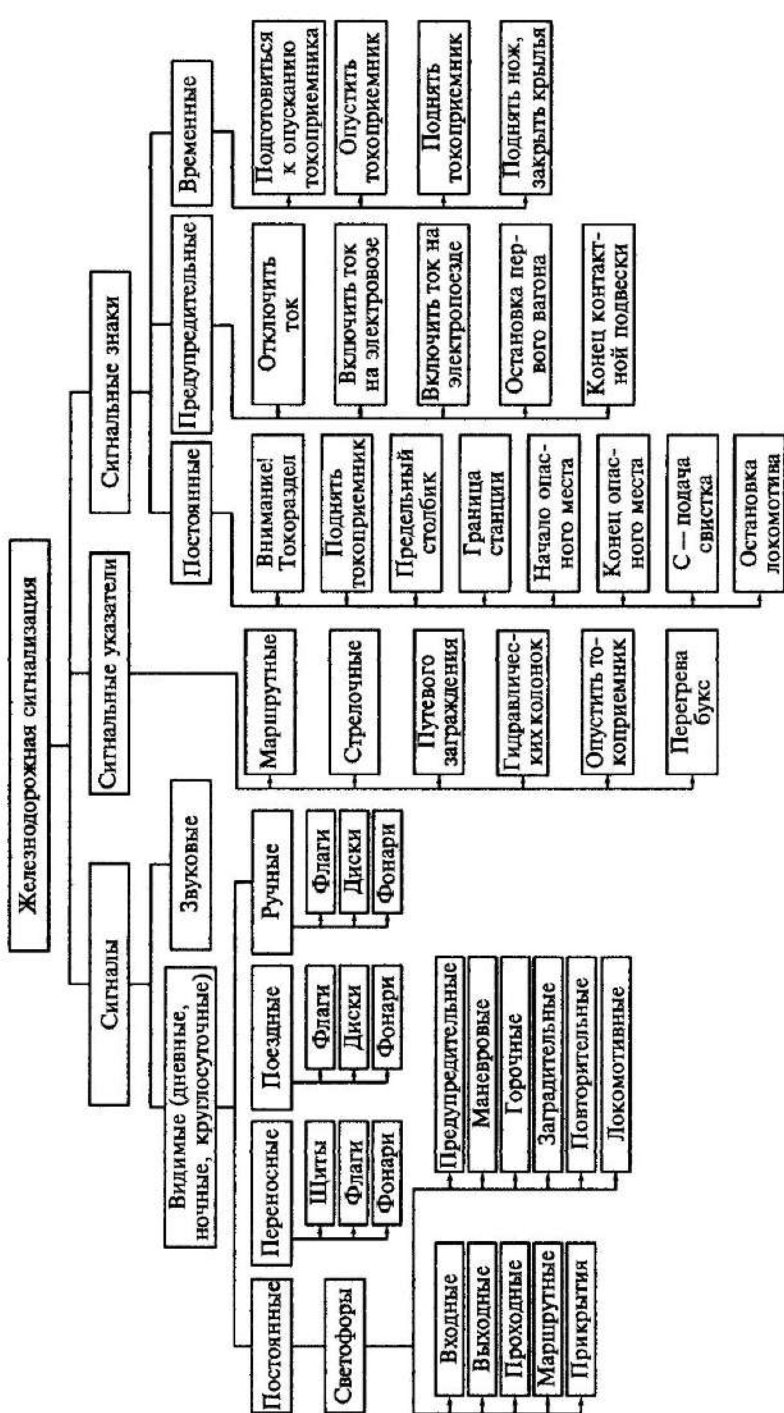 Железнодорожная сигнализация
Сигналы
Сигнальные указатели
Сигнальные знаки
Видимые (дневные,
ночные, круглосуточные)
Звуковые
Постоянные
Переносные
Поездные
Ручные
Светофоры
Щиты
Флаги
Фонари
Флаги
Диски
Фонари
Флаги
Диски
Фонари
Входные
Выходные
Проходные
Маршрутные
Прикрытия
Предупредительные
Маневровые
Горочные
Заградительные
Повторительные
Локомотивные
Маршрутные
Стрелочные
Путевого
заграждения
Гидравличес-
ких колонок
Опустить то-
коприемник
Перегрева
букс
Постоянные
Предупредительные
Временные
Внимание!
Токораздел
Поднять
токоприемник
Предельный
столбик
Граница
станции
Начало опас-
ного места
Конец опас-
ного места
С — подача
свистка
Остановка
локомотива
Отключить
ток
Включить ток
на электровозе
Включить ток на
электропоезде
Остановка пер-
вого вагона
Конец контакт-
ной подвески
Подготовиться
к опусканию
токоприемника
Опустить
токоприемник
Поднять
токоприемник
Поднять нож,
закрыть крылья